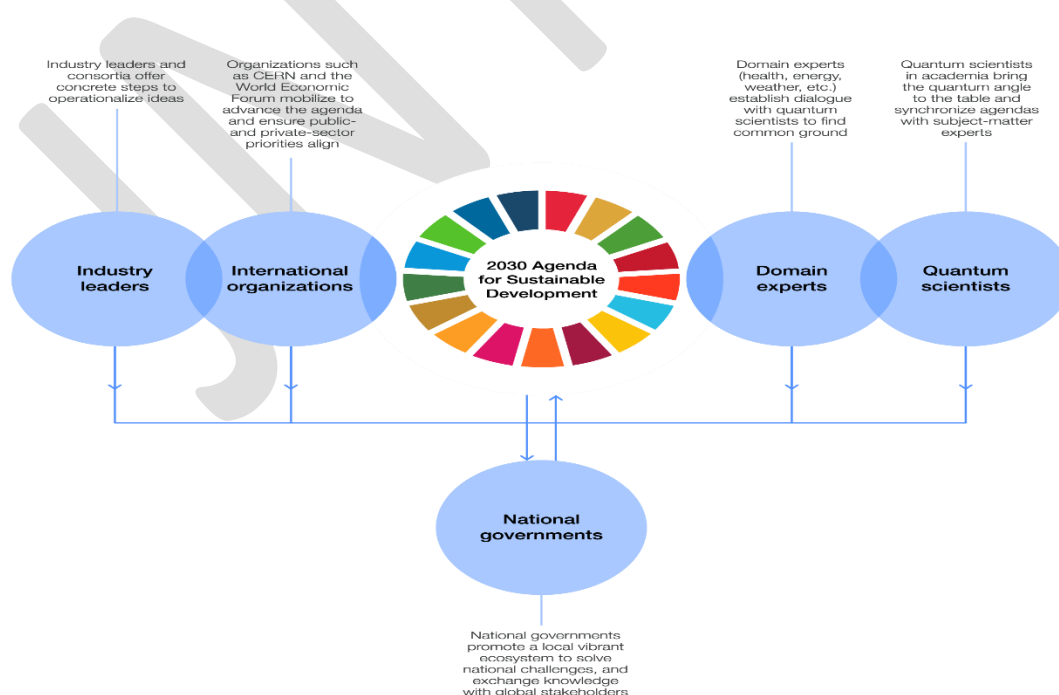 Industry leaders and
consortia offer
concrete steps to
operationalize ideas
Organizations such
as CERN and the
World Economic
Forum mobilize to
advance the agenda
and ensure public-
and private-sector
priorities align
Domain experts
(health, energy,
weather, etc.)
establish dialogue
with quantum
scientists to find
common ground
Quantum scientists
in academia bring
the quantum angle
to the table and
synchronize agendas
with subject-matter
experts
Industry
leaders
International
organizations
2030 Agenda
for Sustainable
Development
Domain
experts
Quantum
scientists
National
governments
National governments
promote a local vibrant
ecosystem to solve
national challenges, and
exchange knowledge
with global stakeholders